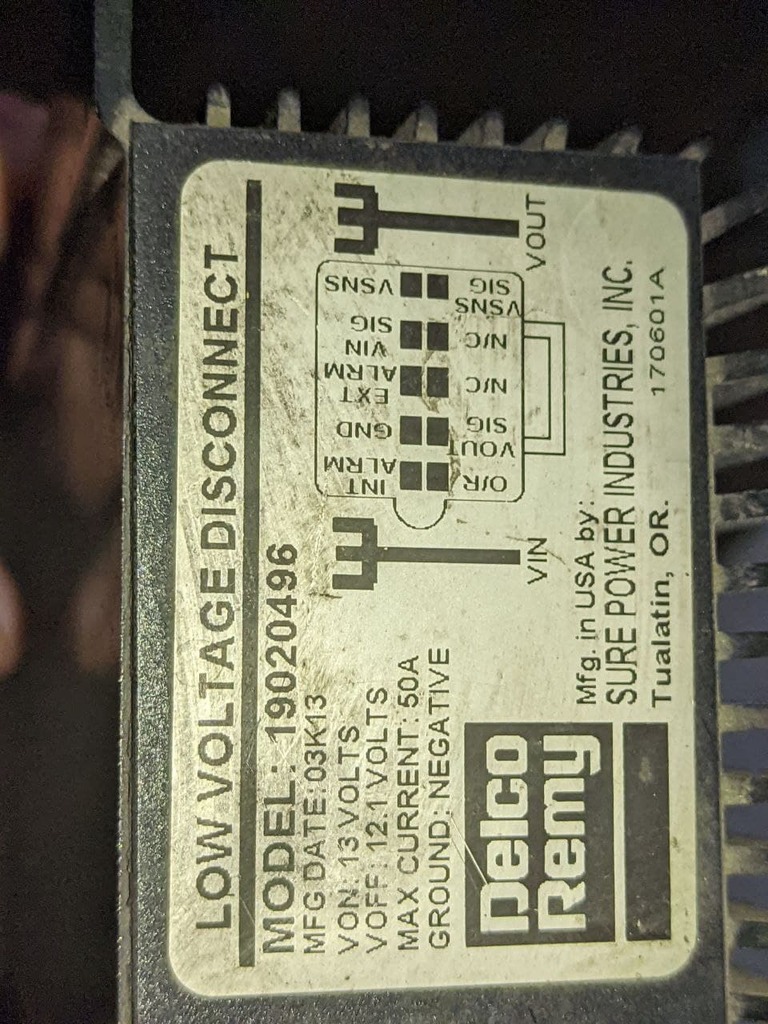 LOW VOLTAGE DISCONNECT
MODEL: 19020496
MFG DATE: 03K13
VON: 13 VOLTS
VOFF: 12.1 VOLTS
MAX CURRENT: 50A
GROUND: NEGATIVE
Delco
Remy
VIN
VOUT
INT
ALRM
GND
EXT
ALRM
VIN
SIG
VSNS
O/R
VOUT
SIG
N/C
N/C
VSNS
SIG
Mfg. in USA by:
SURE POWER INDUSTRIES, INC.
Tualatin, OR.
170601A